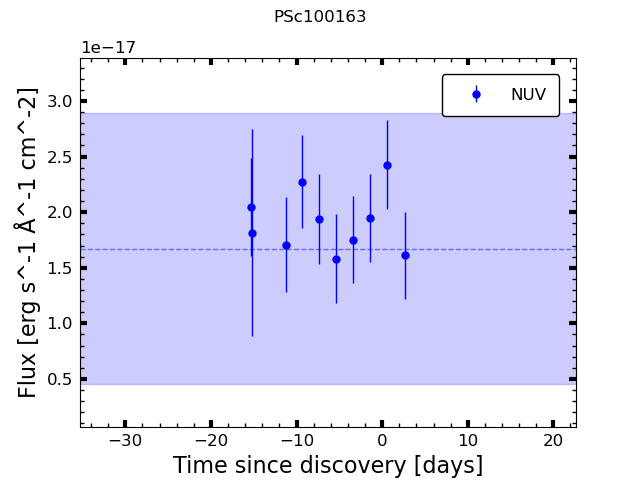 PSc100163
1e−17
NUV
3.0
2.5
2.0
1.5
1.0
0.5
Flux [erg s^-1 Å^-1 cm^-2]
−30 −20 −10 0 10 20
Time since discovery [days]